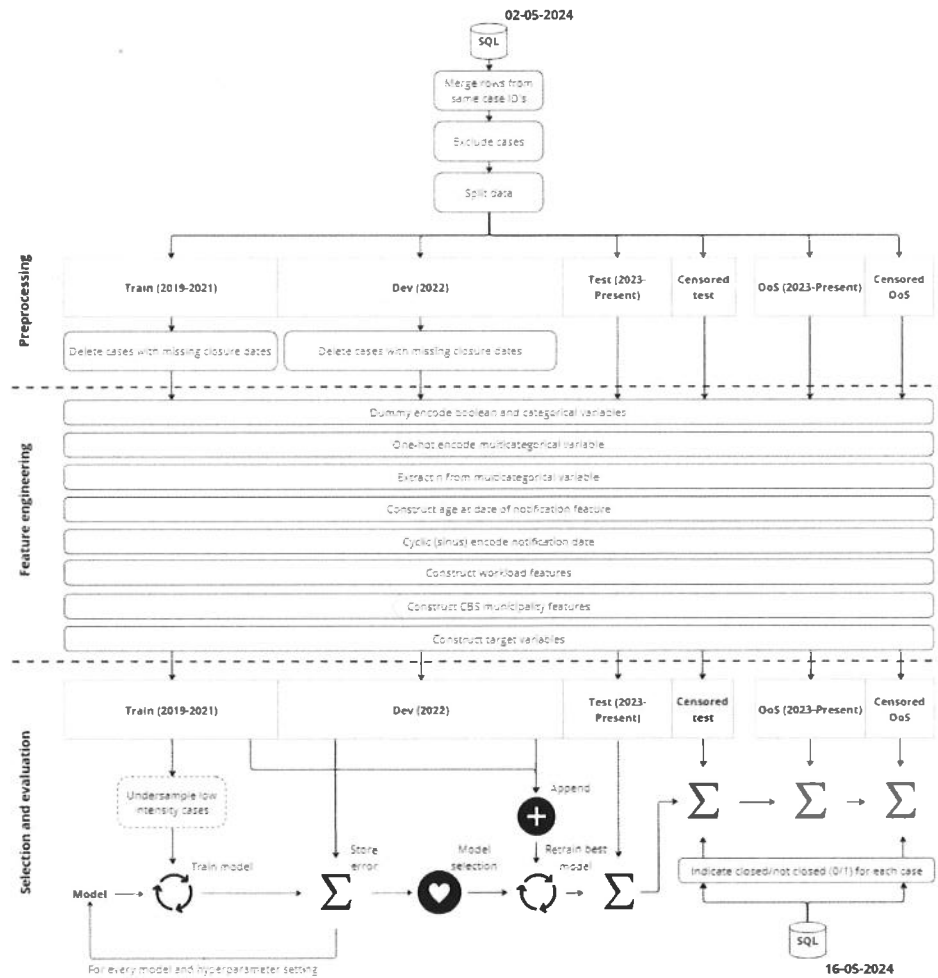 02-05-2024
SQL
Merge rows from
same case ID's
Exclude cases
Split data
Preprocessing
Train (2019-2021)
Dev (2022)
Test (2023-
Present)
Censored
test
OoS (2023-Present)
Censored
OoS
Delete cases with missing closure dates
Delete cases with missing closure dates
Feature engineering
Dummy encode boolean and categorical variables
One-hot encode multicategorical variable
Extract n from multicategorical variable
Construct age at date of notification feature
Cyclic (sinus) encode notification date
Construct workload features
Construct CBS municipality features
Construct target variables
Selection and evaluation
Train (2019-2021)
Dev (2022)
Test (2023-
Present)
Censored
test
OoS (2023-Present)
Censored
OoS
Undersample low
intensity cases
Append
Train model
Store
error
Model
selection
Retrain best
model
Model
Σ
Σ
Σ
Σ
Σ
Indicate closed/not closed (0/1) for each case
For every model and hyperparameter setting
SQL
16-05-2024